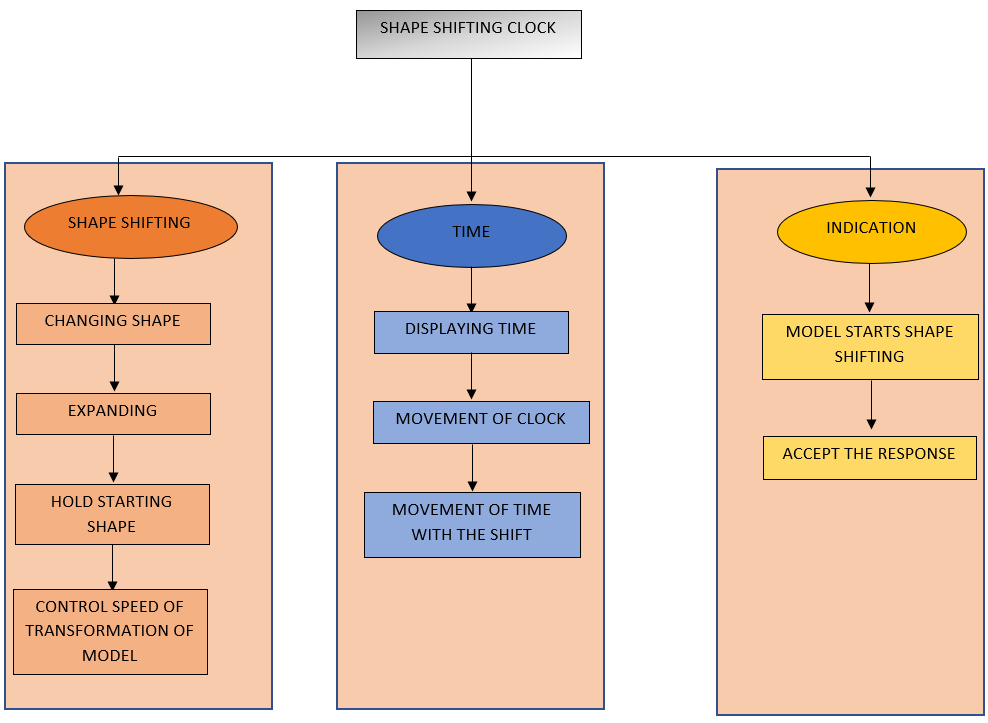 SHAPE SHIFTING CLOCK
SHAPE SHIFTING
CHANGING SHAPE
EXPANDING
HOLD STARTING
SHAPE
CONTROL SPEED OF
TRANSFORMATION OF
MODEL
TIME
DISPLAYING TIME
MOVEMENT OF CLOCK
MOVEMENT OF TIME
WITH THE SHIFT
INDICATION
MODEL STARTS SHAPE
SHIFTING
ACCEPT THE RESPONSE